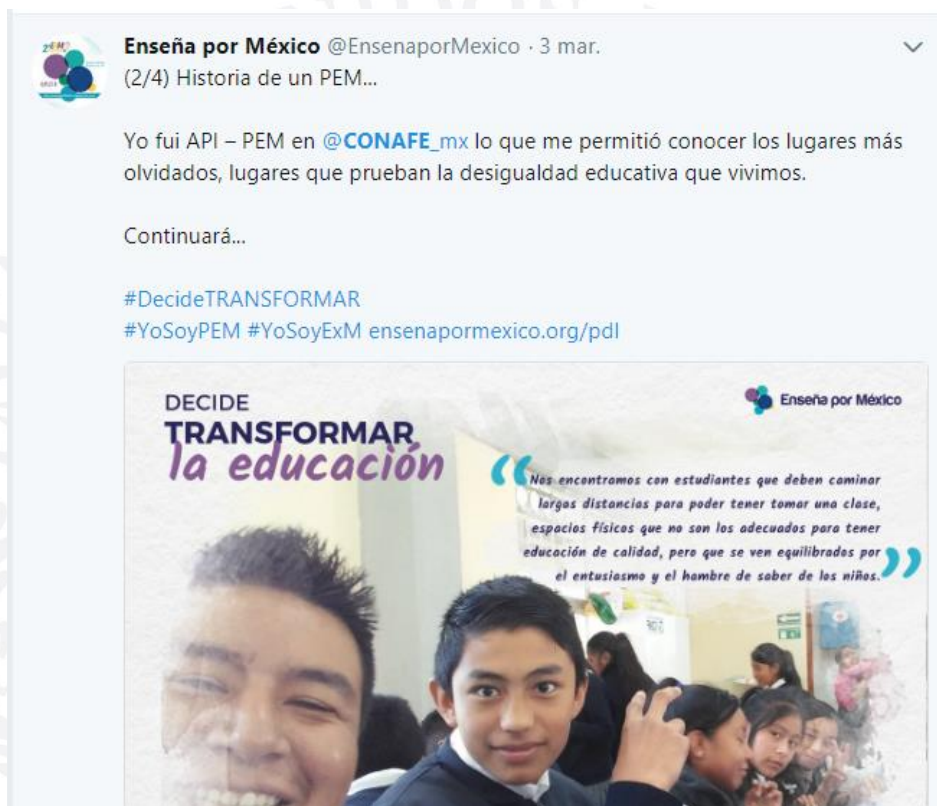 Enseña por México @EnsenaporMexico · 3 mar.
(2/4) Historia de un PEM...
Yo fui API – PEM en @CONAFE_mx lo que me permitió conocer los lugares más
olvidados, lugares que prueban la desigualdad educativa que vivimos.
Continuará...
#DecideTRANSFORMAR
#YoSoyPEM #YoSoyExM ensenapormexico.org/pdl
DECIDE
TRANSFORMAR
la educación
Enseña por México
“Nos encontramos con estudiantes que deben caminar
largas distancias para poder tener tomar una clase,
espacios físicos que no son los adecuados para tener
educación de calidad, pero que se ven equilibrados por
el entusiasmo y el hambre de saber de los niños.”